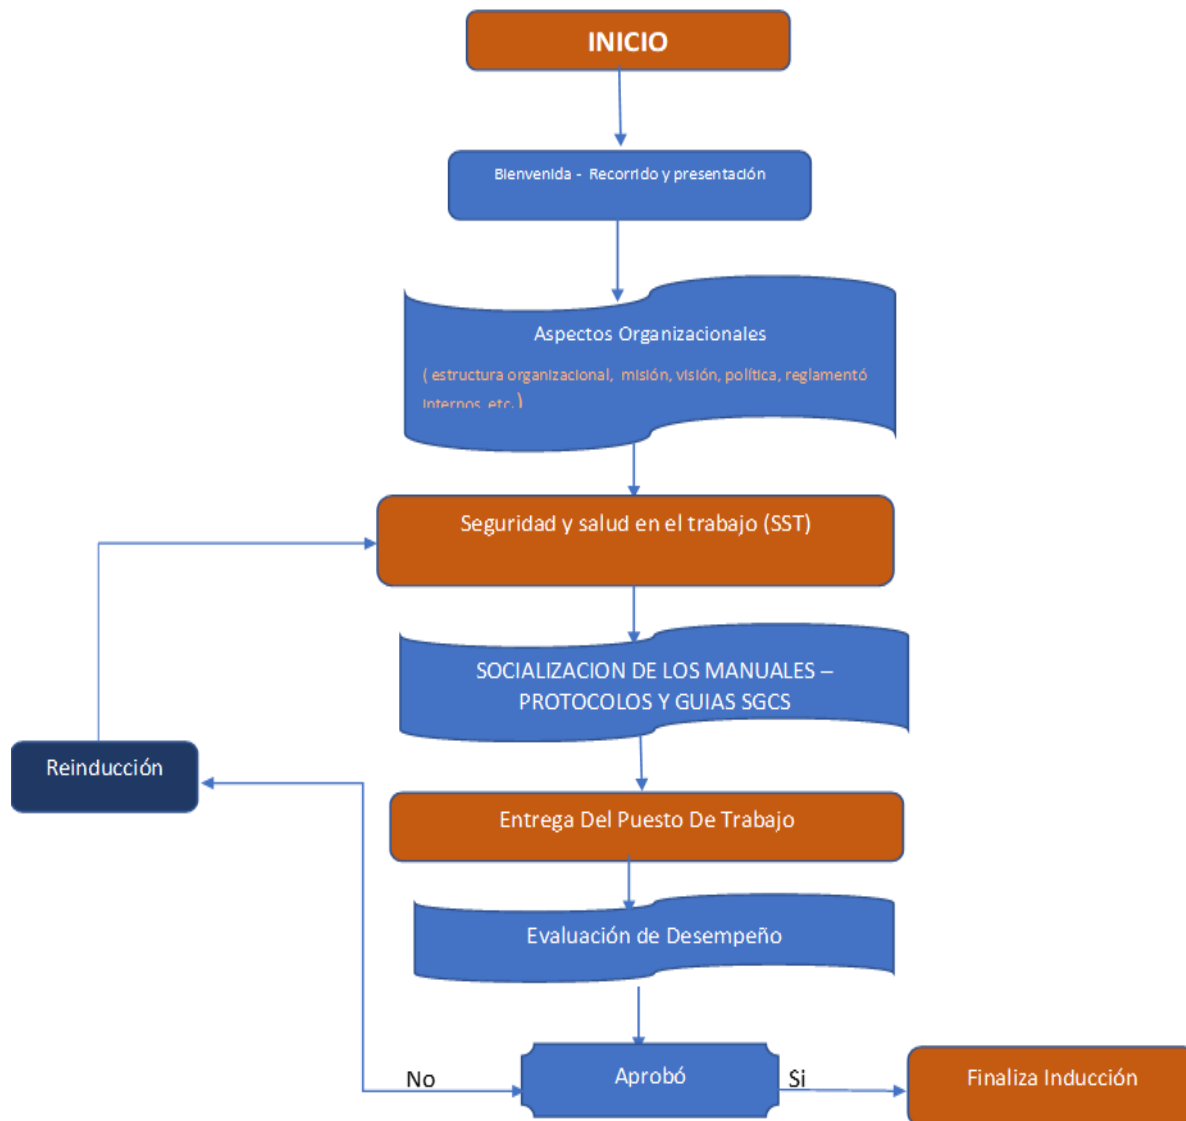 INICIO
Bienvenida - Recorrido y presentación
Aspectos Organizacionales
( estructura organizacional, misión, visión, política, reglamentó
internos, etc.)
Seguridad y salud en el trabajo (SST)
SOCIALIZACION DE LOS MANUALES –
PROTOCOLOS Y GUIAS SGCS
Reinducción
Entrega Del Puesto De Trabajo
Evaluación de Desempeño
No
Aprobó
Si
Finaliza Inducción